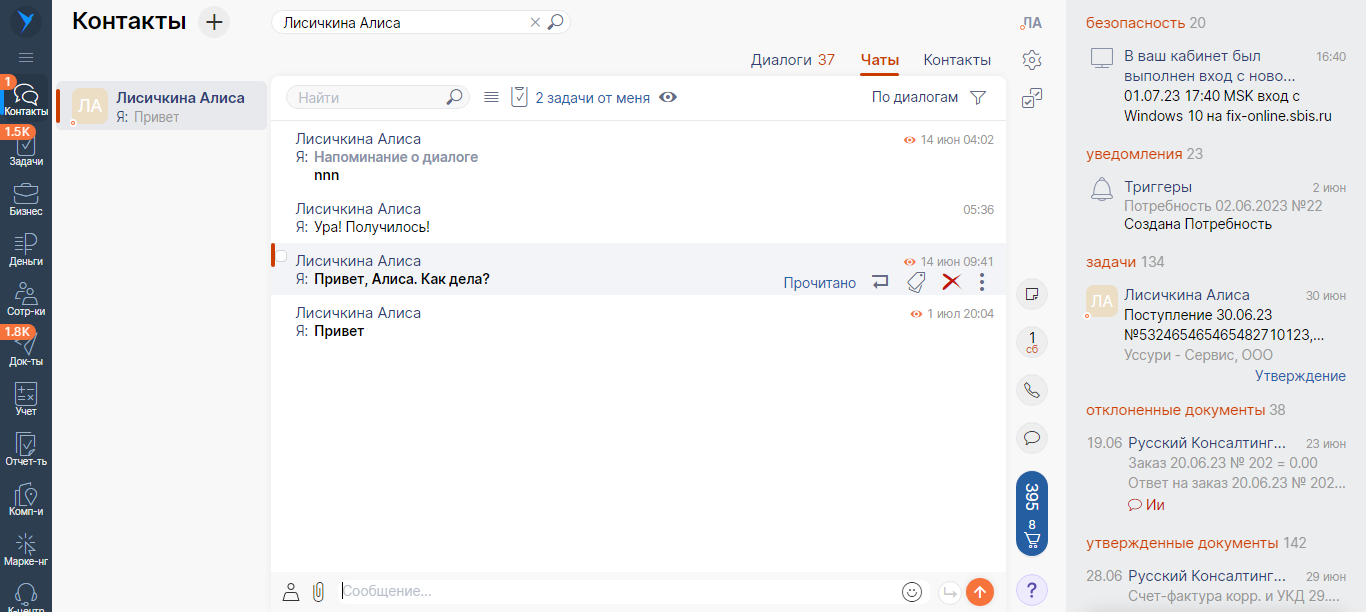 1
Контакты
1.5K
Задачи
Бизнес
Деньги
Сотр-ки
1.8K
Док-ты
Учет
Отчет-ть
Комп-и
Марке-нг
К-центр
Контакты
Лисичкина Алиса
Диалоги 37 Чаты Контакты
ЛА Лисичкина Алиса
Я: Привет
Найти
2 задачи от меня
По диалогам
Лисичкина Алиса 14 июн 04:02
Я: Напоминание о диалоге
nnn
Лисичкина Алиса 05:36
Я: Ура! Получилось!
Лисичкина Алиса 14 июн 09:41
Я: Привет, Алиса. Как дела? Прочитано
Лисичкина Алиса 1 июл 20:04
Я: Привет
Сообщение...
ЛА
1
сб
395
8
?
безопасность 20
В ваш кабинет был 16:40
выполнен вход с ново...
01.07.23 17:40 MSK вход с
Windows 10 на fix-online.sbis.ru
уведомления 23
Триггеры 2 июн
Потребность 02.06.2023 №22
Создана Потребность
задачи 134
ЛА Лисичкина Алиса 30 июн
Поступление 30.06.23
№532465465465482710123,...
Уссури - Сервис, ООО
Утверждение
отклоненные документы 38
19.06 Русский Консалтинг... 23 июн
Заказ 20.06.23 № 202 = 0.00
Ответ на заказ 20.06.23 № 202...
Ии
утвержденные документы 142
28.06 Русский Консалтинг... 29 июн
Счет-фактура корр. и УКД 29....